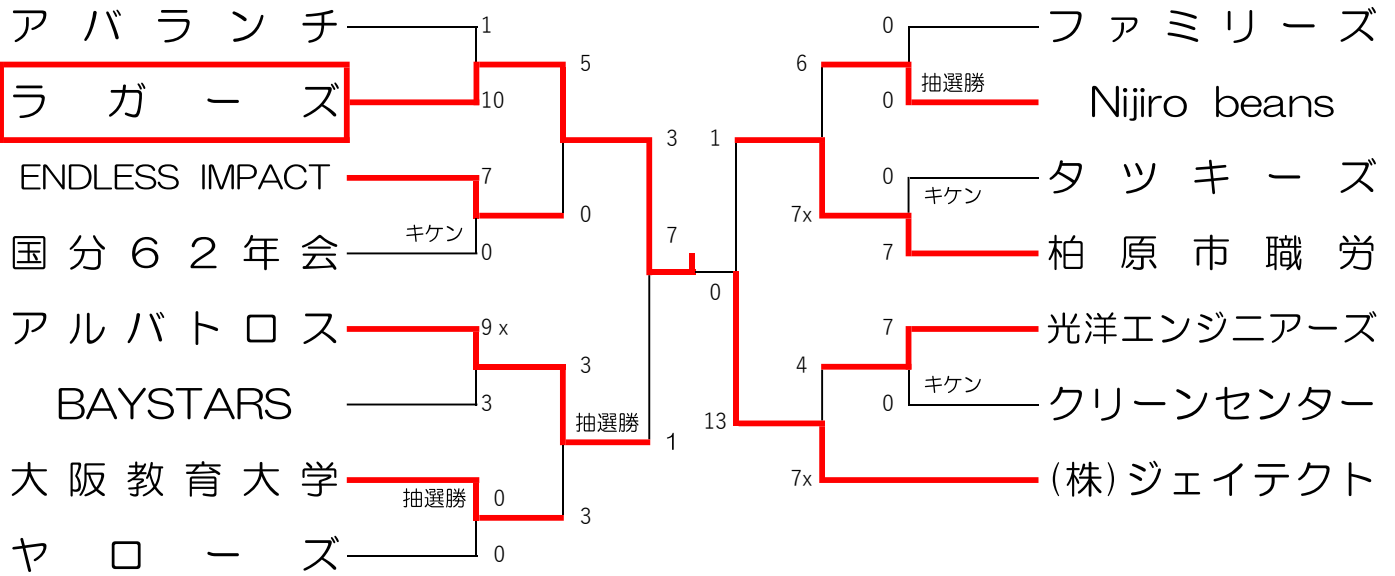 アバランチ
1
ラガーズ
10
5
ENDLESS IMPACT
7
国分６２年会
キケン
0
0
3
アルバトロス
9 x
BAYSTARS
3
3
大阪教育大学
抽選勝
0
ヤローズ
0
3
抽選勝
1
7
0
ファミリーズ
0
Nijiro beans
抽選勝
0
6
タツキーズ
0
キケン
柏原市職労
7
7x
1
光洋エンジニアーズ
7
クリーンセンター
キケン
0
4
(株)ジェイテクト
7x
13